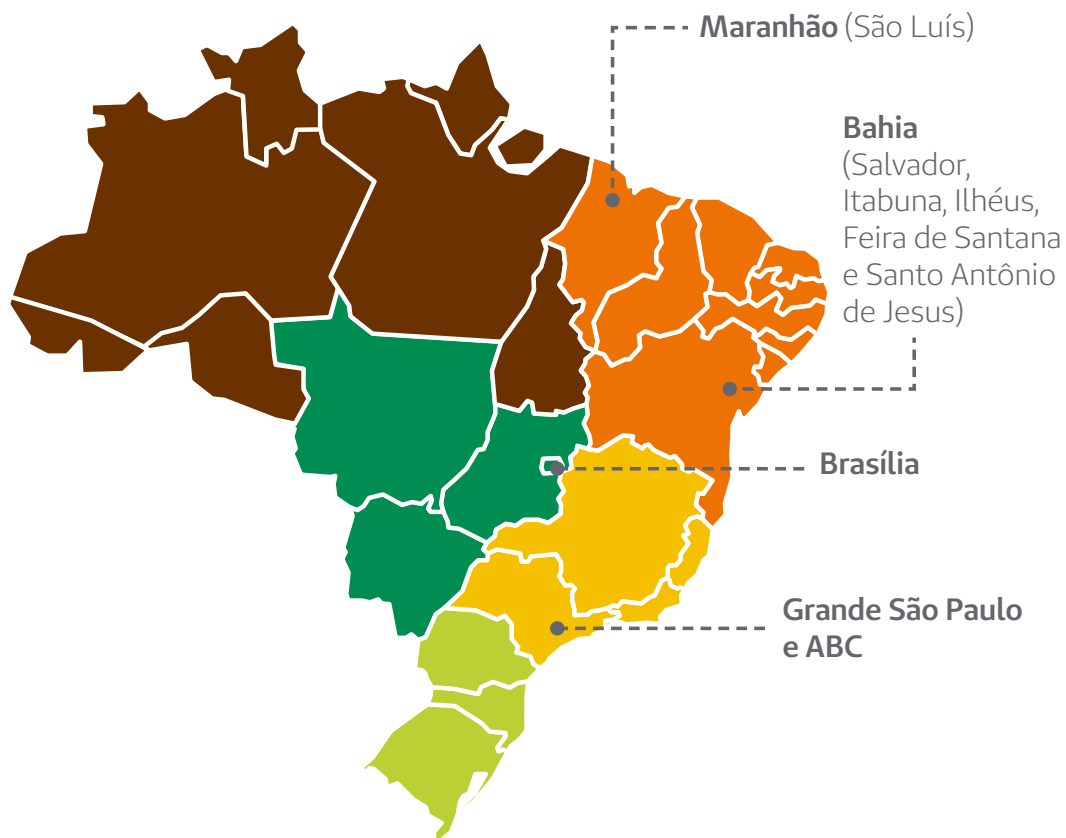 Maranhão (São Luís)
Bahia
(Salvador,
Itabuna, Ilhéus,
Feira de Santana
e Santo Antônio
de Jesus)
Brasília
Grande São Paulo
e ABC